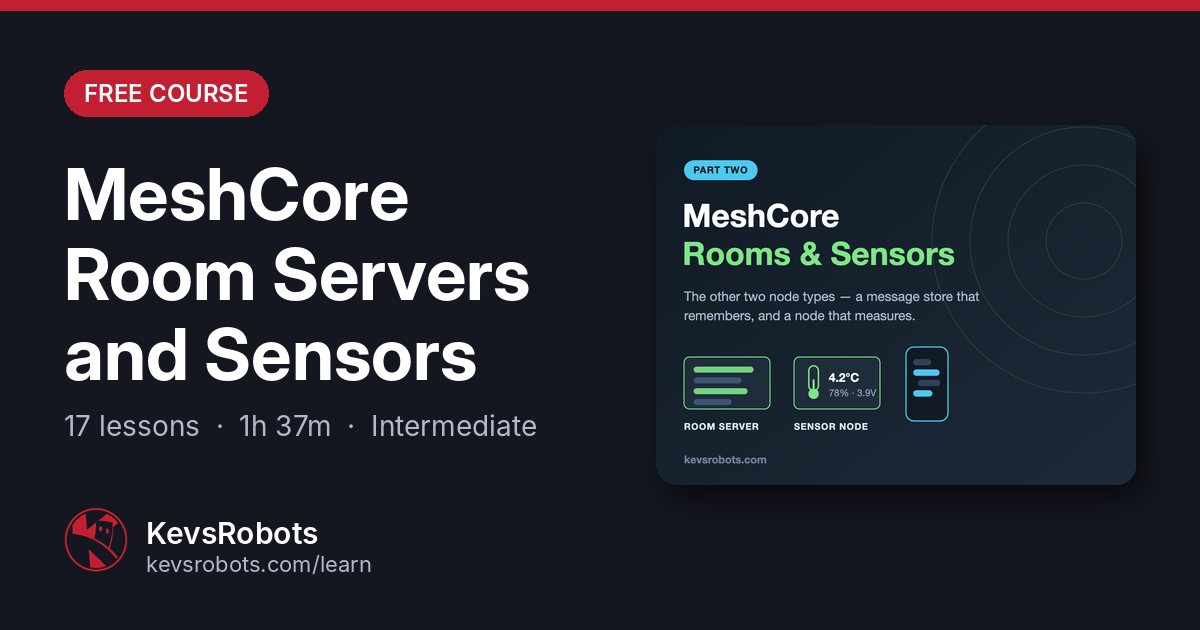 FREE COURSE
MeshCore
Room Servers
and Sensors
17 lessons · 1h 37m · Intermediate
KevsRobots
kevsrobots.com/learn
PART TWO
MeshCore
Rooms & Sensors
The other two node types — a message store that
remembers, and a node that measures.
4.2°C
78% · 3.9V
ROOM SERVER
SENSOR NODE
kevsrobots.com